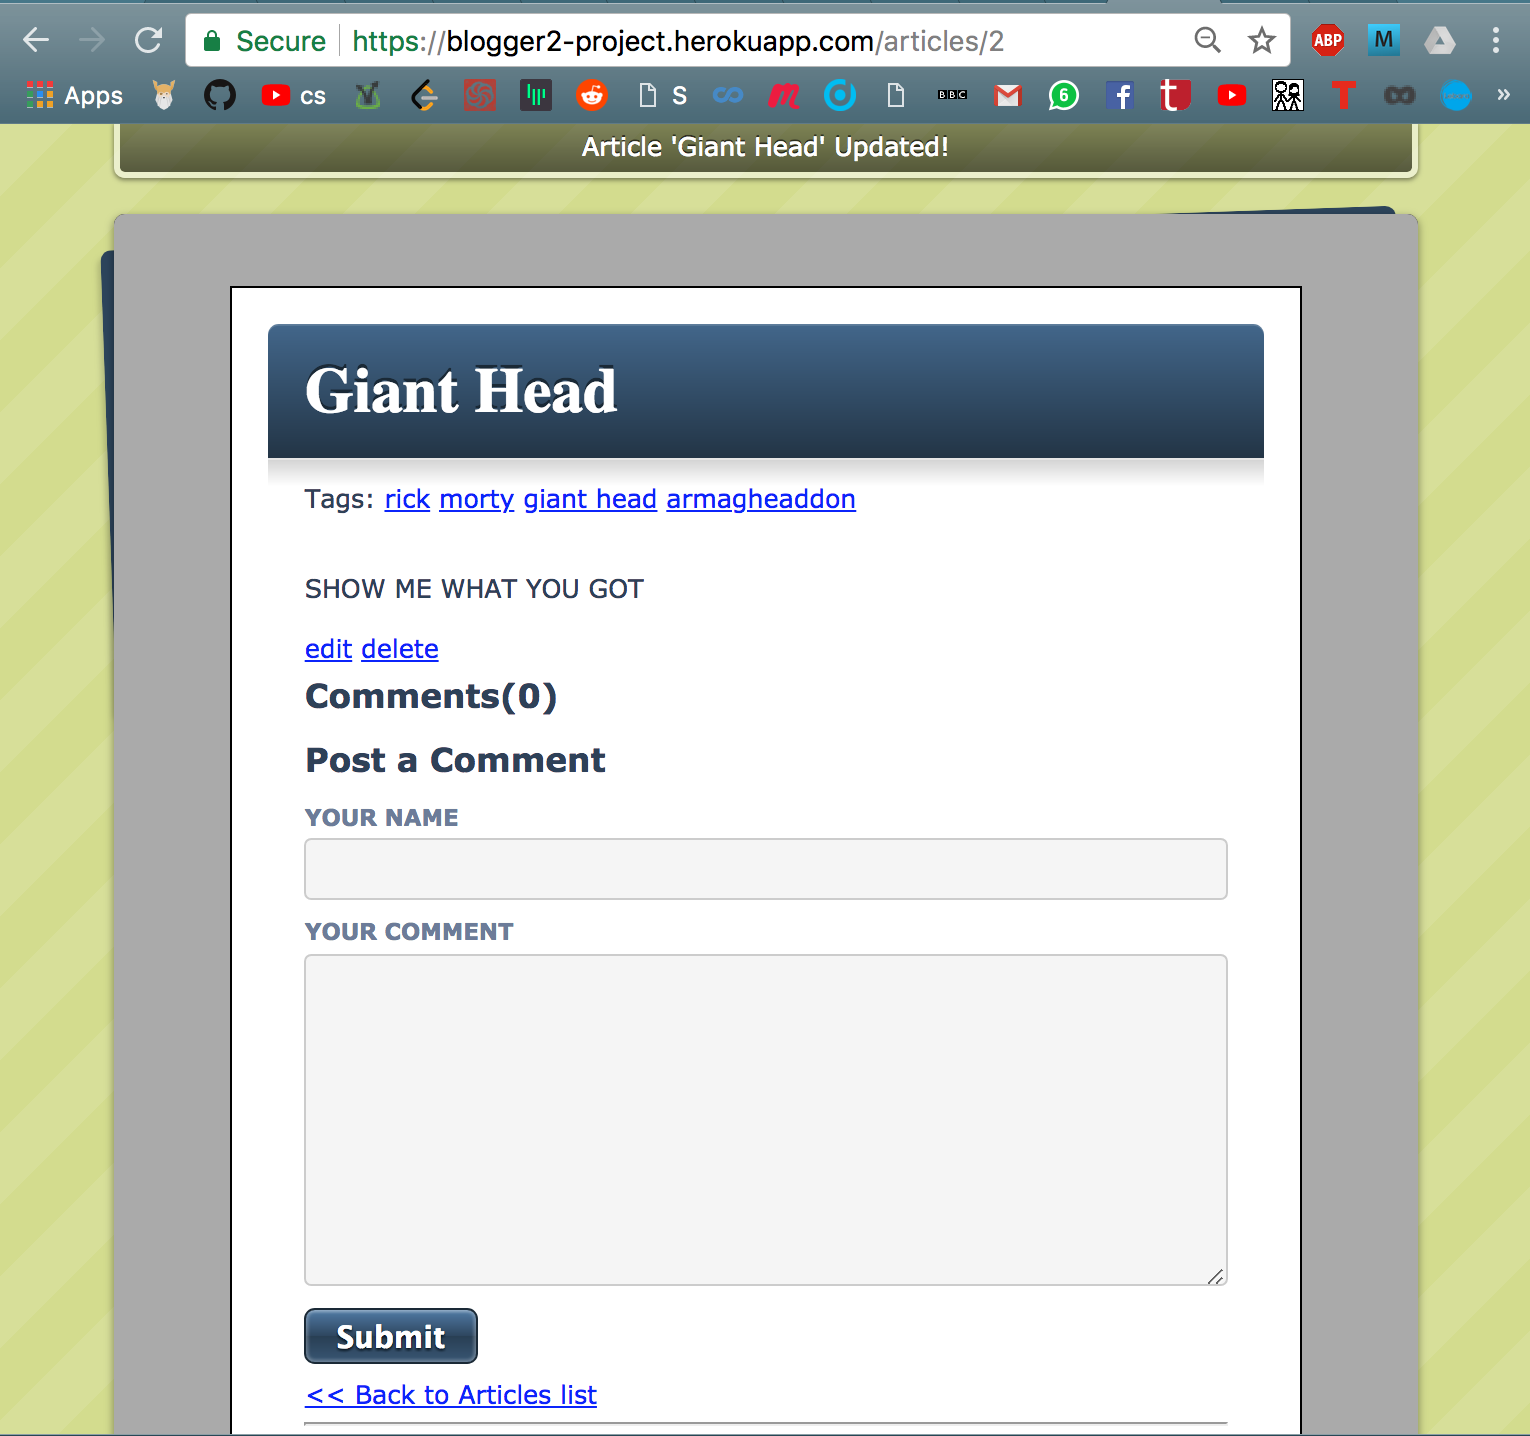 Secure https://blogger2-project.herokuapp.com/articles/2 ABP M
Apps cs S BBC 6 f t T »
Article 'Giant Head' Updated!
Giant Head
Tags: rick morty giant head armagheaddon
SHOW ME WHAT YOU GOT
edit delete
Comments(0)
Post a Comment
YOUR NAME
YOUR COMMENT
Submit
<< Back to Articles list